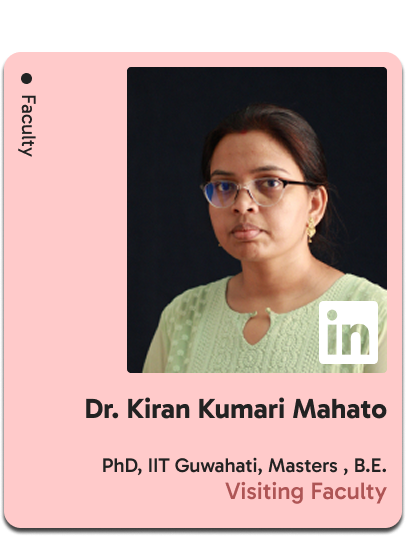 Faculty
in
Dr. Kiran Kumari Mahato
PhD, IIT Guwahati, Masters , B.E.
Visiting Faculty